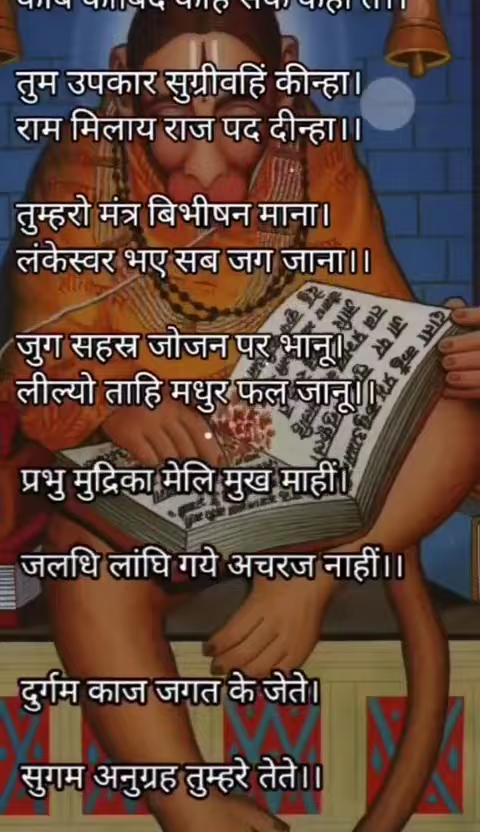 तुम उपकार सुग्रीवहिं कीन्हा।
राम मिलाय राज पद दीन्हा।।
तुम्हरो मंत्र बिभीषन माना।
लंकेस्वर भए सब जग जाना।।
जुग सहस्र जोजन पर भानू।
लील्यो ताहि मधुर फल जानू।।
प्रभु मुद्रिका मेलि मुख माहीं।
जलधि लांघि गये अचरज नाहीं।।
दुर्गम काज जगत के जेते।
सुगम अनुग्रह तुम्हरे तेते।।